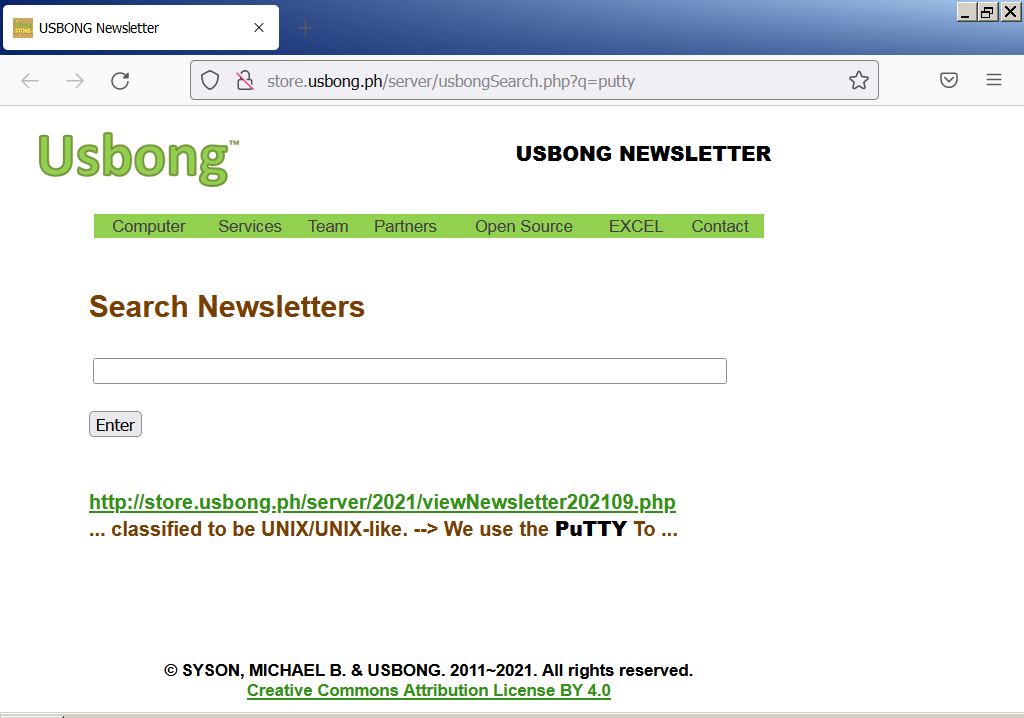 USBONG Newsletter
store.usbong.ph/server/usbongSearch.php?q=putty
Usbong™
USBONG NEWSLETTER
Computer Services Team Partners Open Source EXCEL Contact
Search Newsletters
Enter
http://store.usbong.ph/server/2021/viewNewsletter202109.php
... classified to be UNIX/UNIX-like. --> We use the PuTTY To ...
© SYSON, MICHAEL B. & USBONG. 2011~2021. All rights reserved.
Creative Commons Attribution License BY 4.0